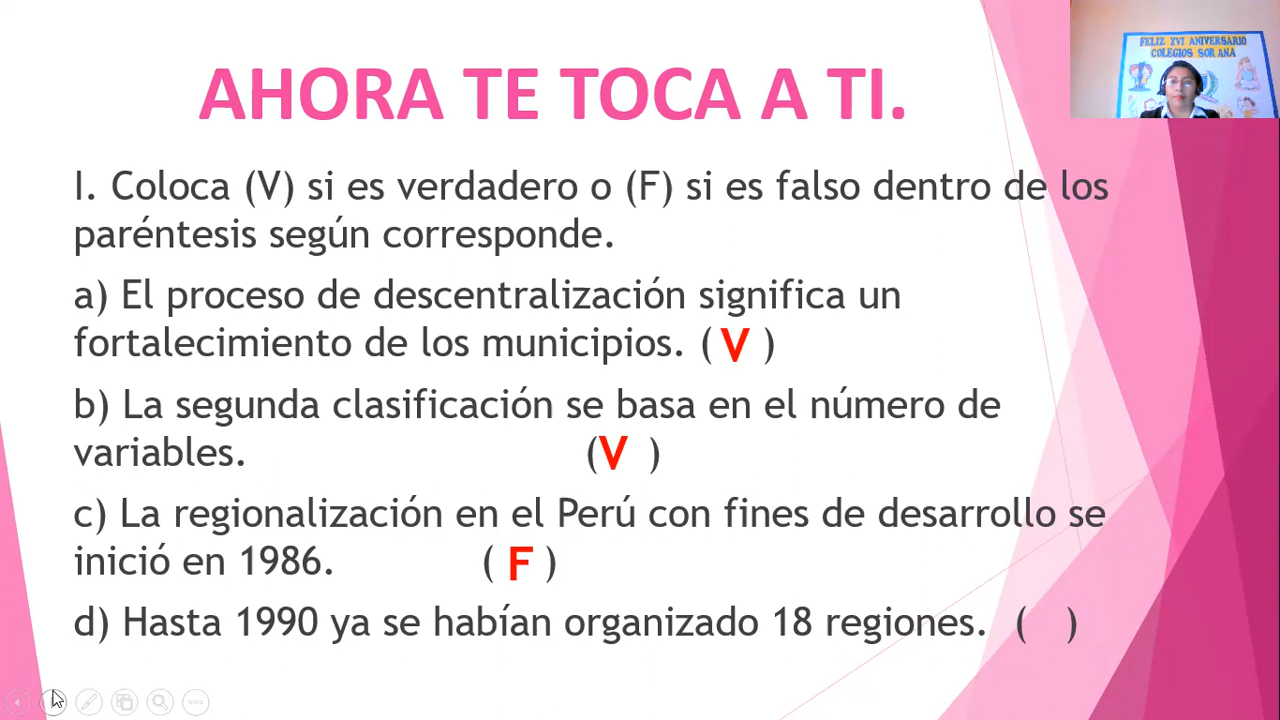 FELIZ XVI ANIVERSARIO
COLEGIOS SOR ANA
AHORA TE TOCA A TI.
I. Coloca (V) si es verdadero o (F) si es falso dentro de los
paréntesis según corresponde.
a) El proceso de descentralización significa un
fortalecimiento de los municipios. ( V )
b) La segunda clasificación se basa en el número de
variables. (V )
c) La regionalización en el Perú con fines de desarrollo se
inició en 1986. ( F )
d) Hasta 1990 ya se habían organizado 18 regiones. ( )